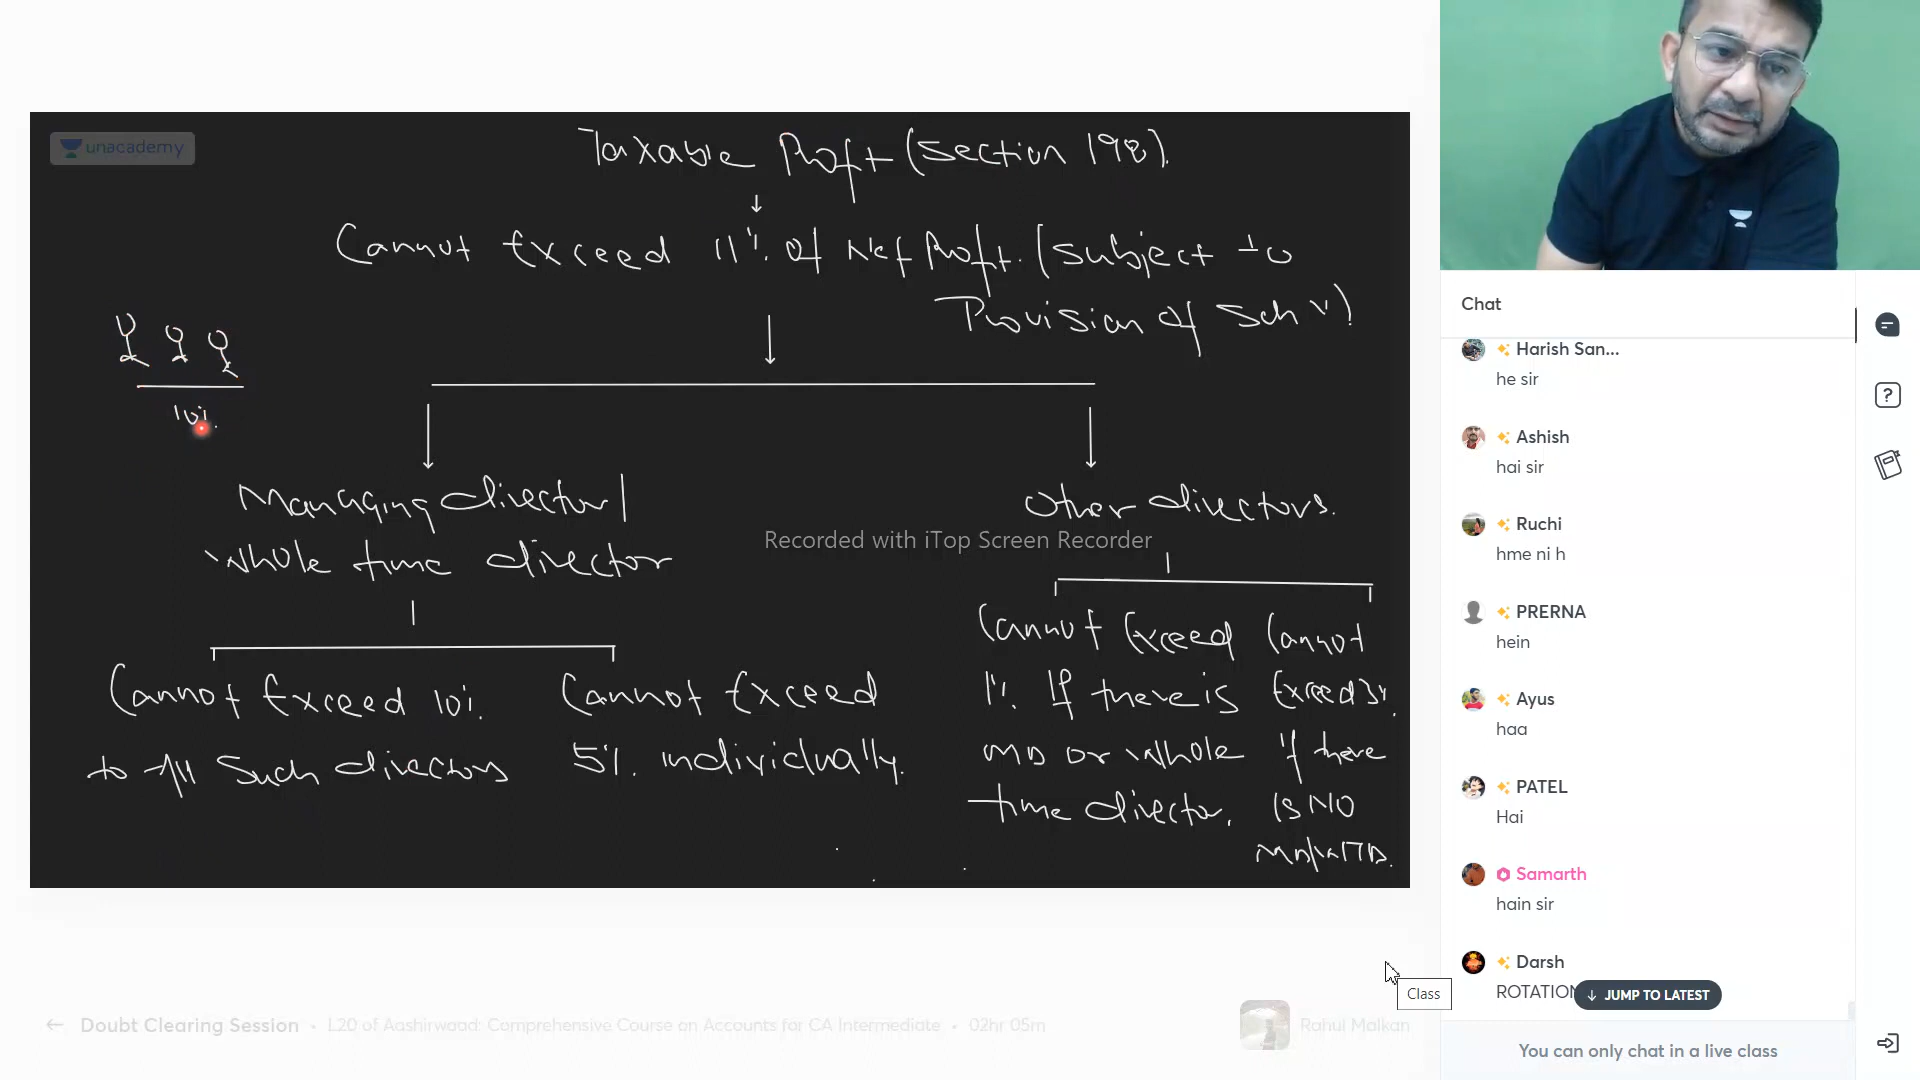 unacademy
Taxable Profit (section 198).
↓
Cannot Exceed 11% of Net Profit. (Subject to
Provision of Sch V)
10%.
Managing director/
whole time director
Other directors.
Recorded with iTop Screen Recorder
Cannot Exceed 10%.
to All Such directors
Cannot Exceed
5%. individually.
Cannot Exceed
1%. If there is
MD or whole
time director.
Cannot
Exceed 3%.
if there
is NO
MD/WTD.
Class
← Doubt Clearing Session • L20 of Aashirwaad: Comprehensive Course on Accounts for CA Intermediate • 02hr 05m
Rahul Malkan
Chat
Harish San...
he sir
Ashish
hai sir
Ruchi
hme ni h
PRERNA
hein
Ayus
haa
PATEL
Hai
Samarth
hain sir
Darsh
ROTATION
↓ JUMP TO LATEST
You can only chat in a live class
?